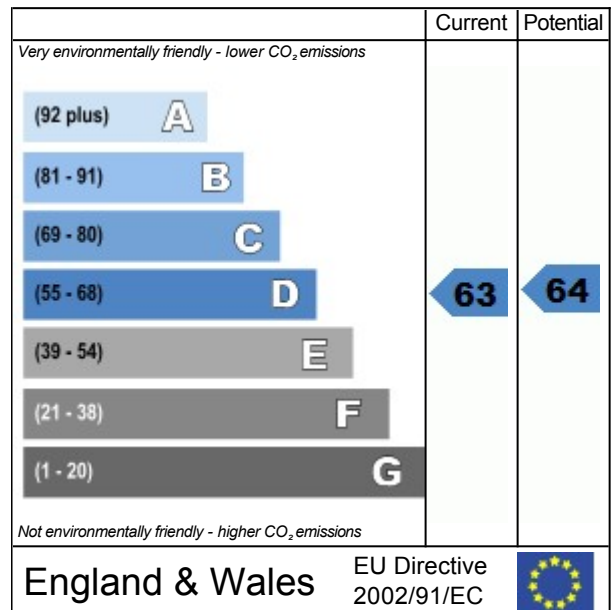 Current Potential
Very environmentally friendly - lower CO₂ emissions
(92 plus) A
(81 - 91) B
(69 - 80) C
(55 - 68) D 63 64
(39 - 54) E
(21 - 38) F
(1 - 20) G
Not environmentally friendly - higher CO₂ emissions
England & Wales
EU Directive
2002/91/EC